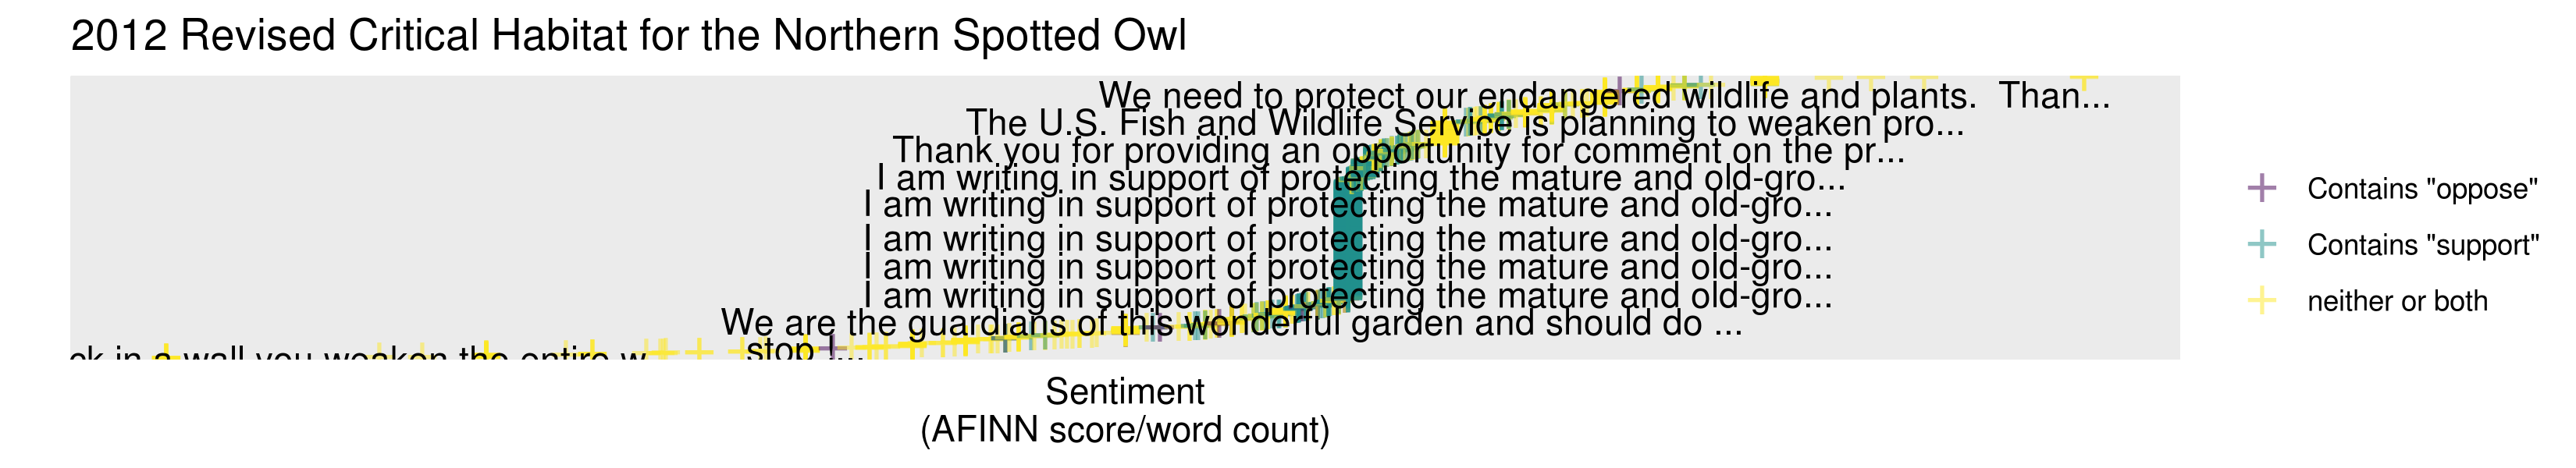 2012 Revised Critical Habitat for the Northern Spotted Owl
We need to protect our endangered wildlife and plants.  Than...
The U.S. Fish and Wildlife Service is planning to weaken pro...
Thank you for providing an opportunity for comment on the pr...
I am writing in support of protecting the mature and old-gro...
I am writing in support of protecting the mature and old-gro...
I am writing in support of protecting the mature and old-gro...
I am writing in support of protecting the mature and old-gro...
I am writing in support of protecting the mature and old-gro...
We are the guardians of this wonderful garden and should do ...
stop !...
ck in a wall you weaken the entire w
Sentiment
(AFINN score/word count)
Contains "oppose"
Contains "support"
neither or both